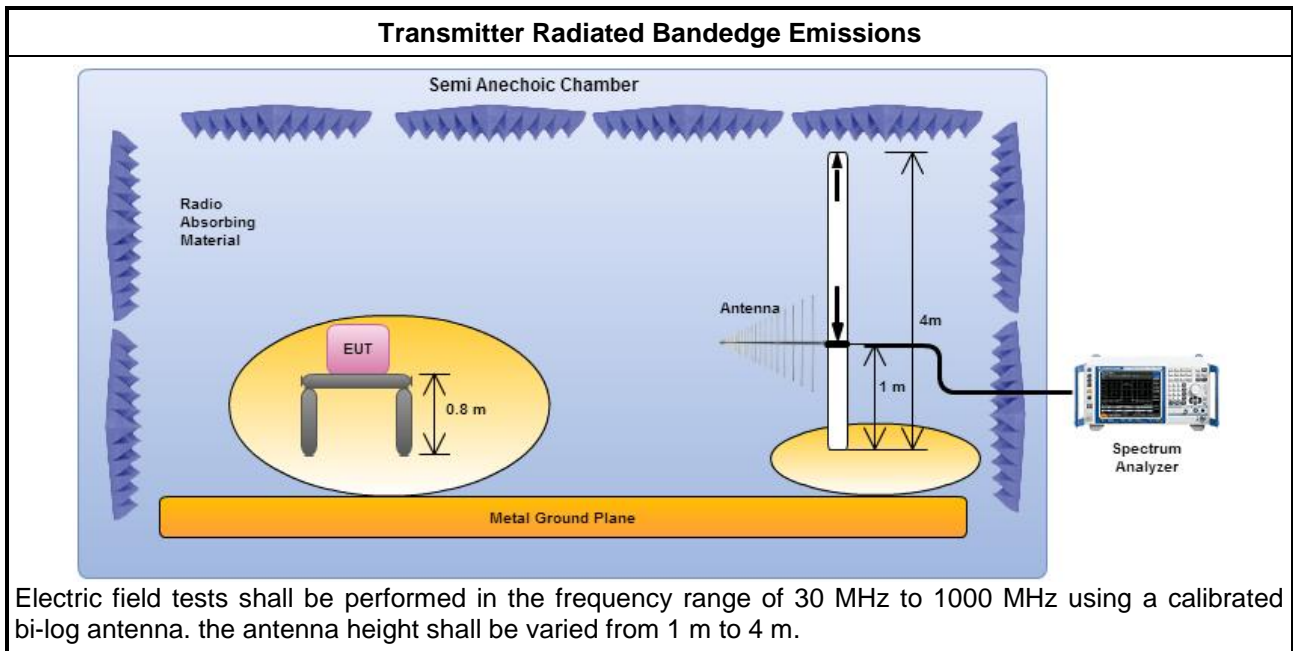 Transmitter Radiated Bandedge Emissions
Semi Anechoic Chamber
Radio
Absorbing
Material
Antenna
4m
EUT
1 m
0.8 m
Spectrum
Analyzer
Metal Ground Plane
Electric field tests shall be performed in the frequency range of 30 MHz to 1000 MHz using a calibrated
bi-log antenna. the antenna height shall be varied from 1 m to 4 m.